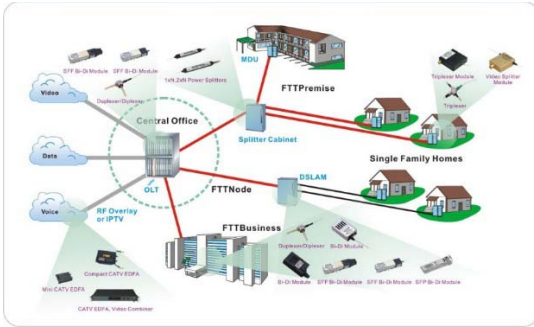 MDU
SFF Bi-Di Module
SFF Bi-Di Module
1xN,2xN Power Splitters
Triplexer Module
Video Splitter
Module
Video
Duplexer/Diplexer
FTTPremise
Triplexer
Central Office
Splitter Cabinet
Data
Single Family Homes
OLT
FTTNode
DSLAM
Voice
RF Overlay
or IPTV
FTTBusiness
Duplexer/Diplexer
Bi-Di Module
Compact CATV EDFA
Mini CATV EDFA
Bi-Di Module
SFF Bi-Di Module
SFF Bi-Di Module
SFP Bi-Di Module
CATV EDFA, Video Combiner